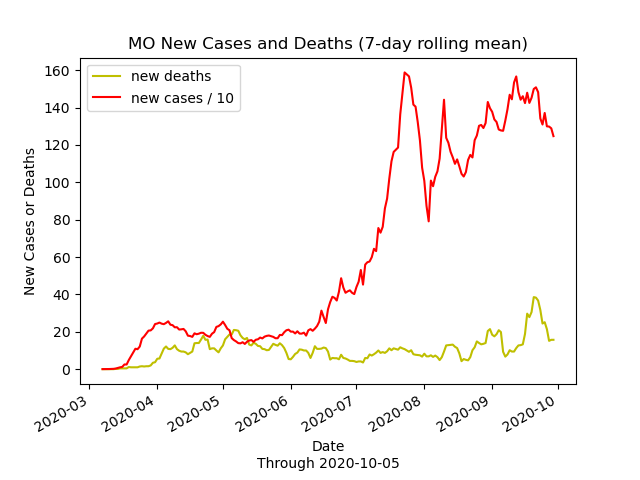 MO New Cases and Deaths (7-day rolling mean)
new deaths
new cases / 10
160
140
120
100
80
60
40
20
0
New Cases or Deaths
2020-03
2020-04
2020-05
2020-06
2020-07
2020-08
2020-09
2020-10
Date
Through 2020-10-05